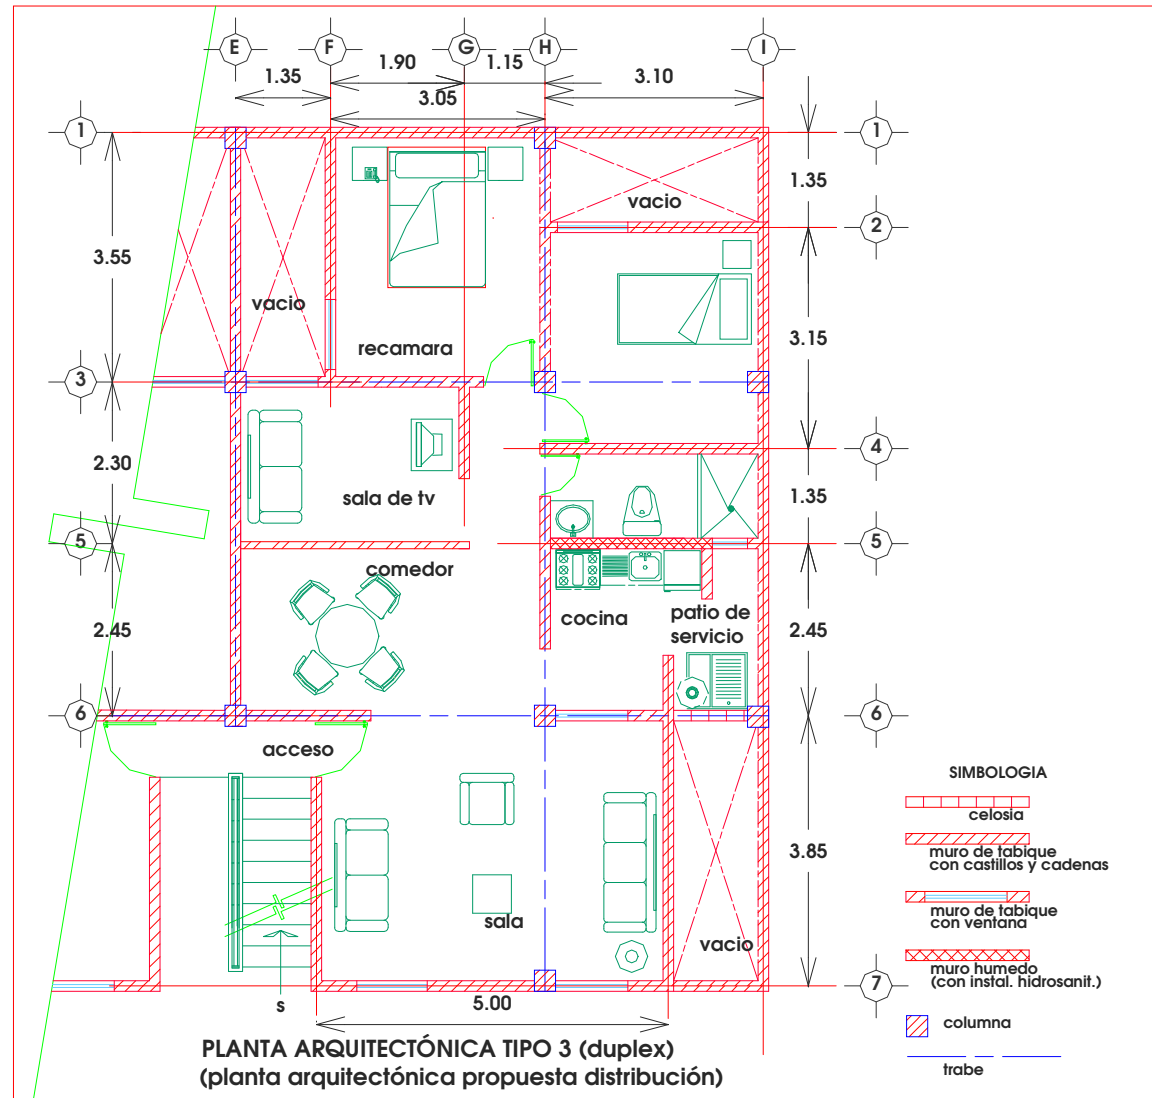 E F G H I
1.90 1.15
1.35 3.10
3.05
1 1
1.35
vacio
2
3.55
vacio
recamara
3.15
3
4
2.30
sala de tv
1.35
5 5
comedor
cocina
patio de
servicio
2.45 2.45
6 6
acceso
SIMBOLOGIA
celosia
muro de tabique
con castillos y cadenas
3.85
muro de tabique
con ventana
sala
vacio
muro humedo
(con instal. hidrosanit.)
7
s
5.00
columna
trabe
PLANTA ARQUITECTÓNICA TIPO 3 (duplex)
(planta arquitectónica propuesta distribución)